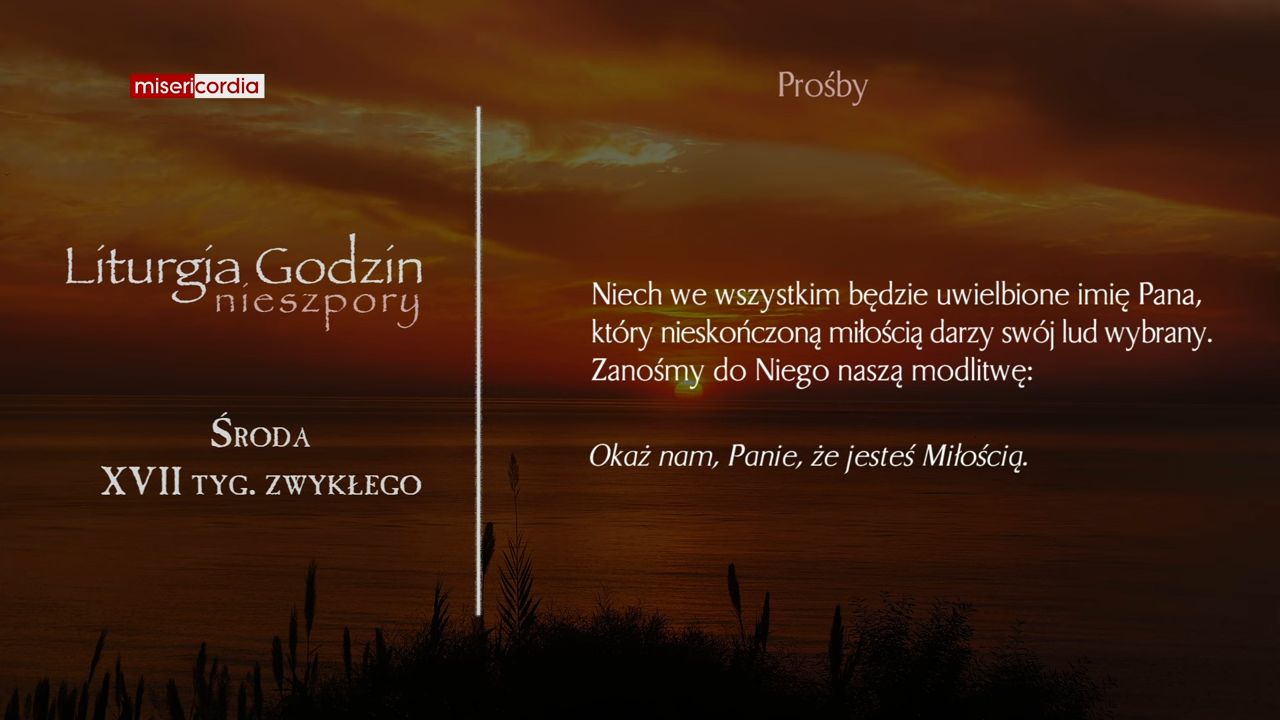 misericordia
Liturgia Godzin
nieszpory
Środa
XVII tyg. zwykłego
Prośby
Niech we wszystkim będzie uwielbione imię Pana,
który nieskończoną miłością darzy swój lud wybrany.
Zanośmy do Niego naszą modlitwę:
Okaż nam, Panie, że jesteś Miłością.